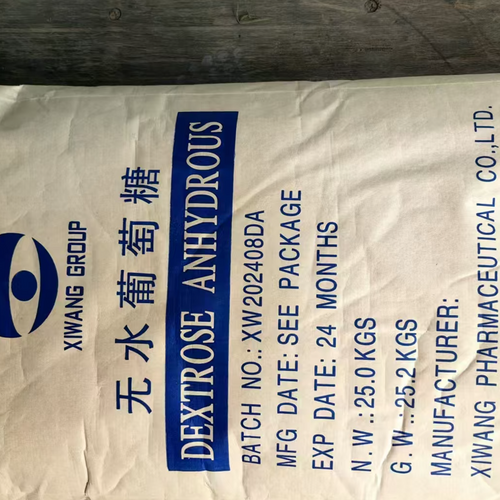 XIWANG GROUP
无水葡萄糖
DEXTROSE ANHYDROUS
BATCH NO.: XW202408DA
MFG DATE: SEE PACKAGE
EXP DATE: 24 MONTHS
N.W.: 25.0 KGS
G.W.: 25.2 KGS
MANUFACTURER:
XIWANG PHARMACEUTICAL CO.,LTD.